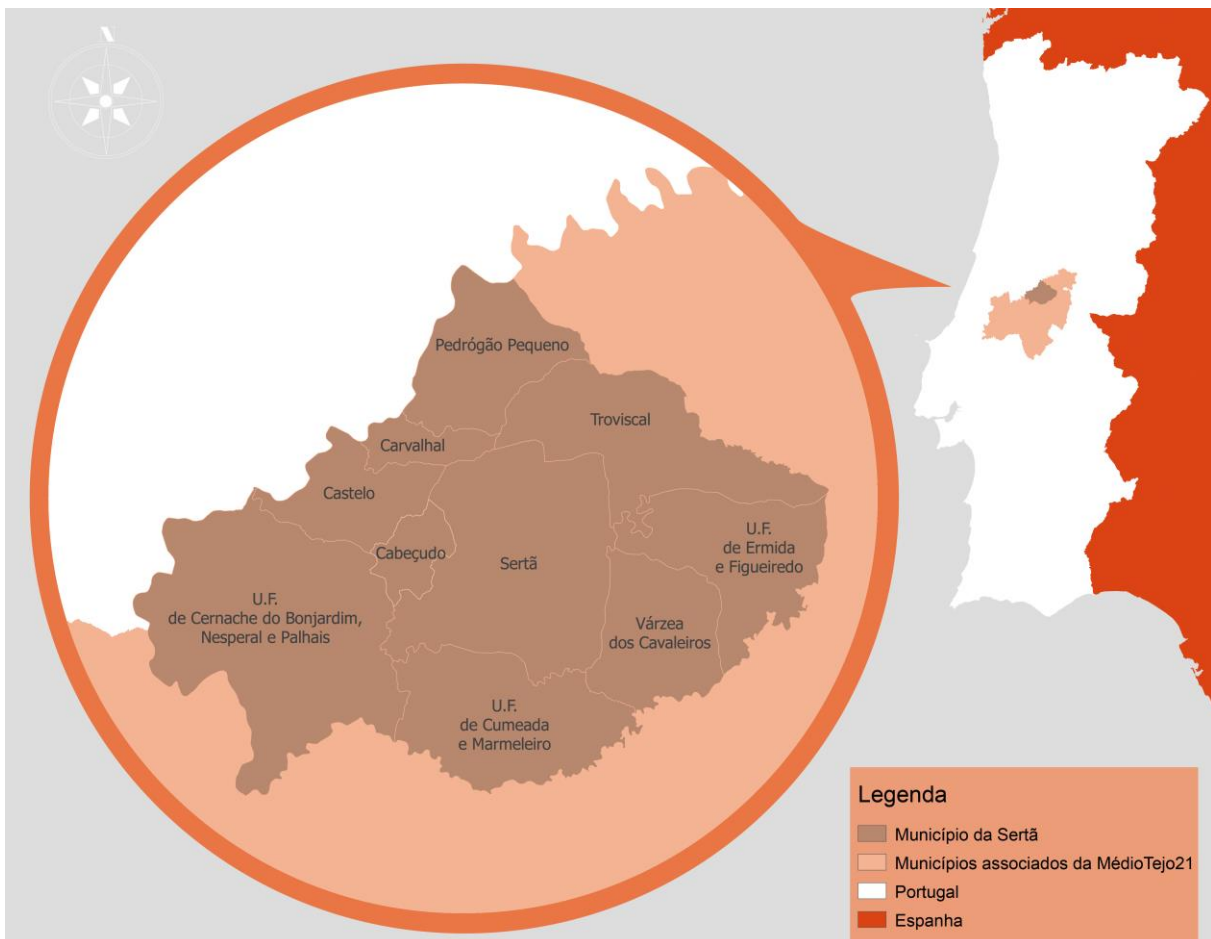 N
Pedrógão Pequeno
Troviscal
Carvalhal
Castelo
Cabeçudo
Sertã
U.F.
de Ermida
e Figueiredo
U.F.
de Cernache do Bonjardim,
Nesperal e Palhais
Várzea
dos Cavaleiros
U.F.
de Cumeada
e Marmeleiro
Legenda
Município da Sertã
Municípios associados da MédioTejo21
Portugal
Espanha